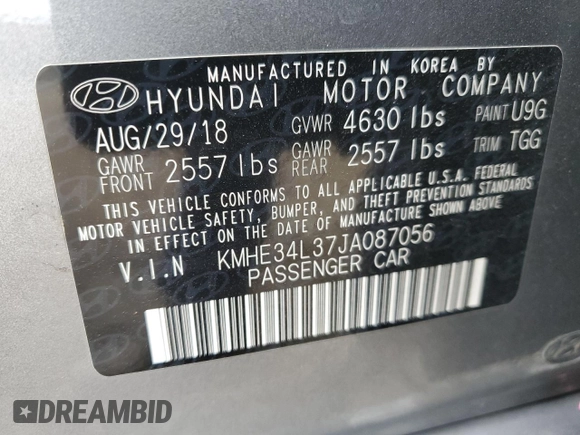 MANUFACTURED IN KOREA BY
HYUNDAI MOTOR COMPANY
AUG/29/18 GVWR 4630 lbs PAINT U9G
GAWR FRONT 2557 lbs GAWR REAR 2557 lbs TRIM TGG
THIS VEHICLE CONFORMS TO ALL APPLICABLE U.S.A. FEDERAL
MOTOR VEHICLE SAFETY, BUMPER, AND THEFT PREVENTION STANDARDS
IN EFFECT ON THE DATE OF MANUFACTURE SHOWN ABOVE.
V.I.N KMHE34L37JA087056
PASSENGER CAR
DREAMBID